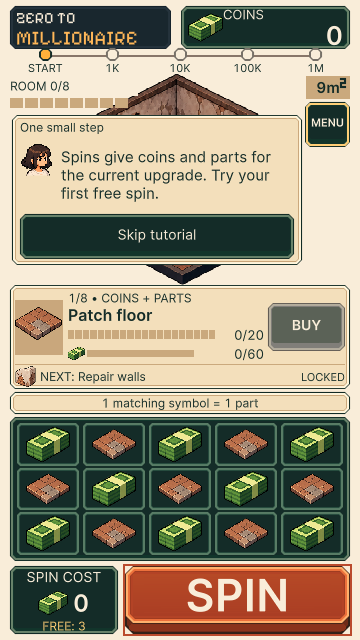 ZERO TO
MILLIONAIRE
COINS
0
START 1K 10K 100K 1M
ROOM 0/8
9m²
MENU
One small step
Spins give coins and parts for
the current upgrade. Try your
first free spin.
Skip tutorial
1/8 • COINS + PARTS
Patch floor
0/20
0/60
BUY
NEXT: Repair walls
LOCKED
1 matching symbol = 1 part
SPIN COST
0
FREE: 3
SPIN